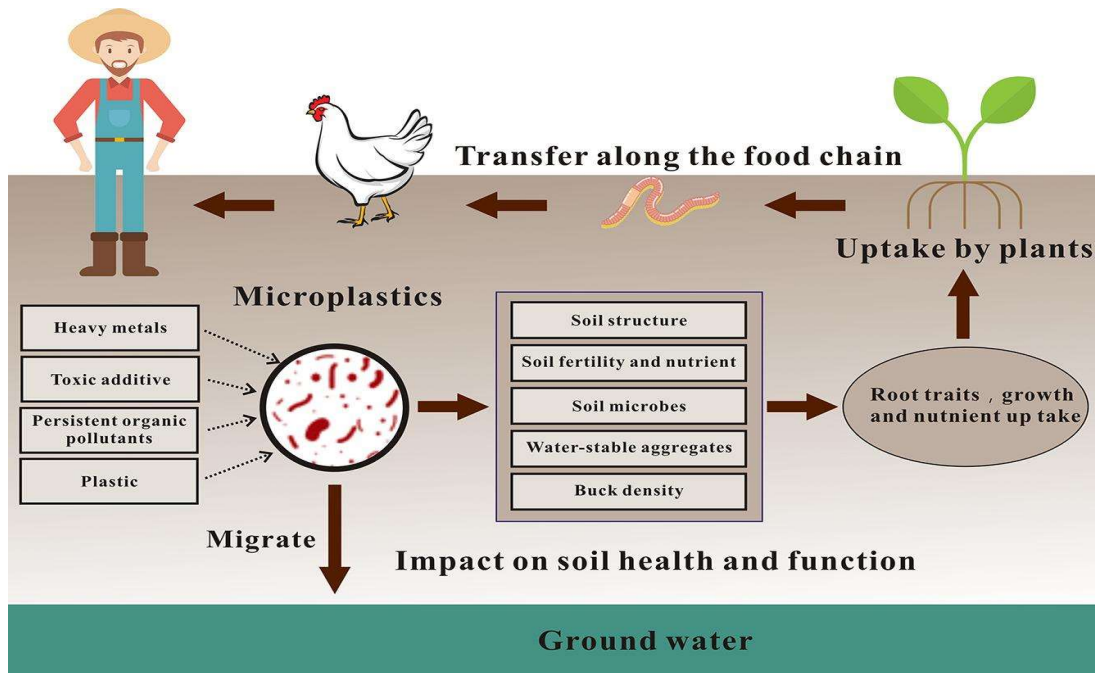 Transfer along the food chain
Uptake by plants
Microplastics
Heavy metals
Toxic additive
Persistent organic
pollutants
Plastic
Soil structure
Soil fertility and nutrient
Soil microbes
Water-stable aggregates
Buck density
Root traits , growth
and nutnient up take
Migrate
Impact on soil health and function
Ground water